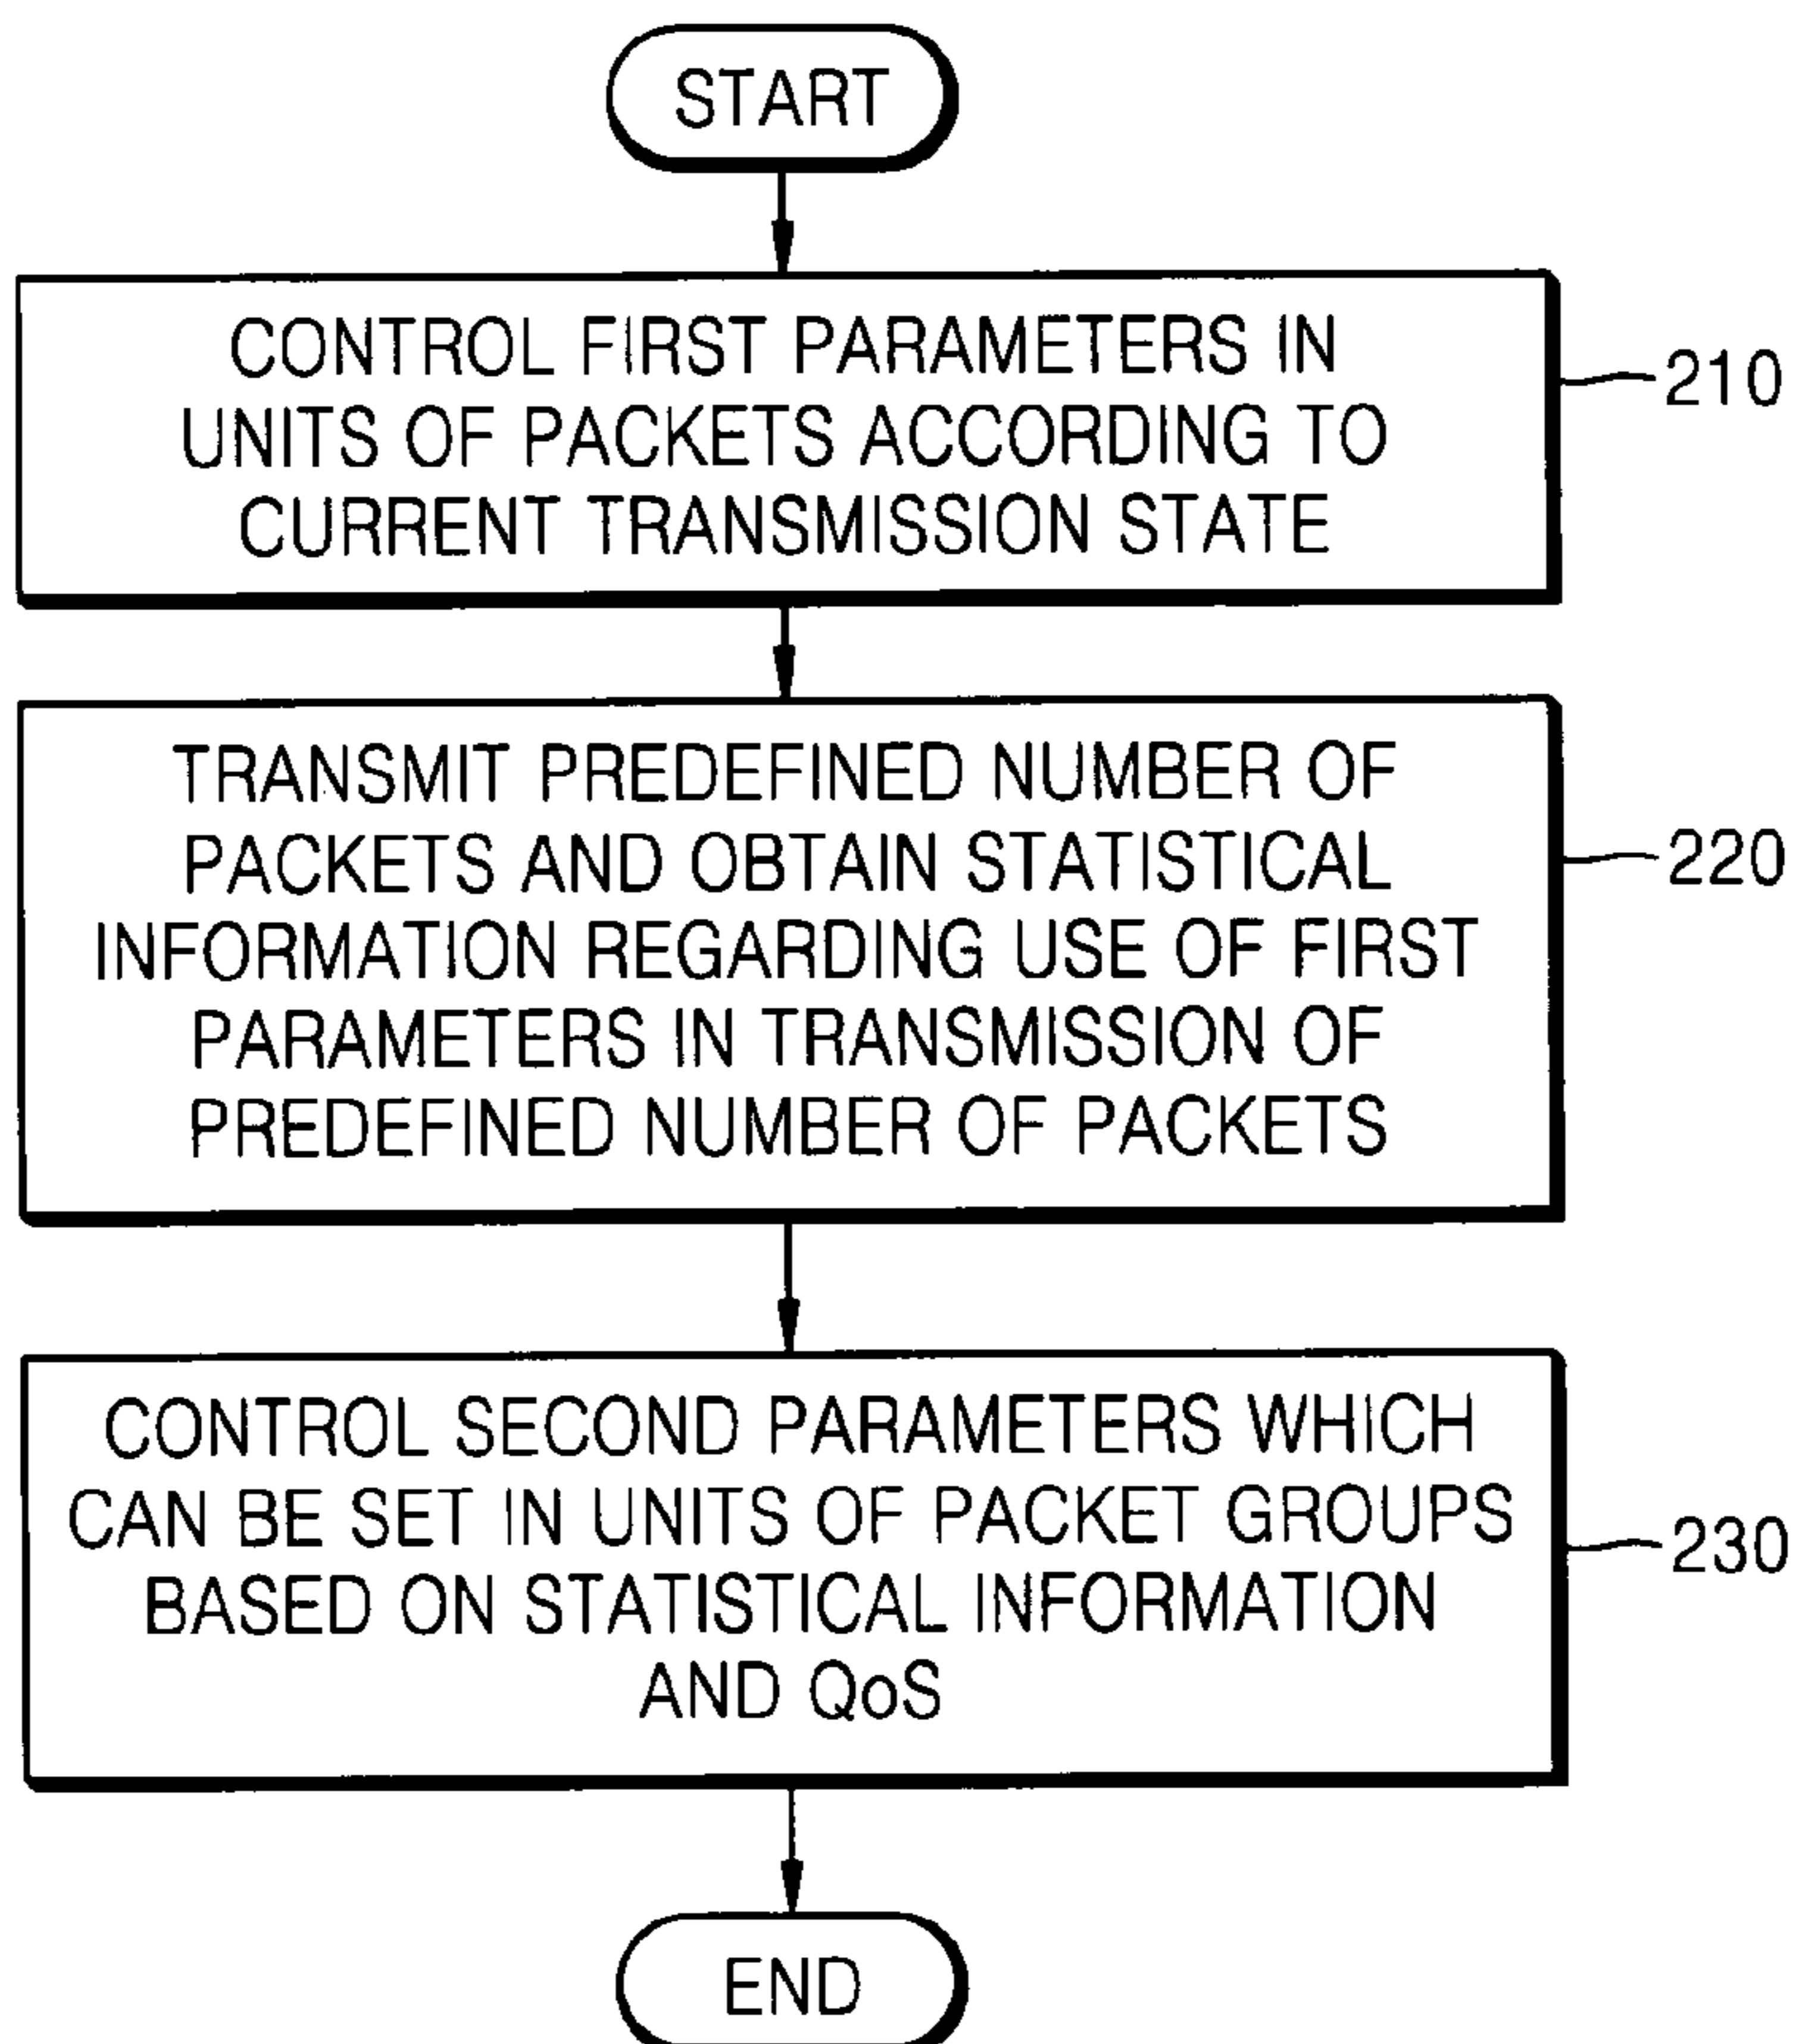 START
CONTROL FIRST PARAMETERS IN
UNITS OF PACKETS ACCORDING TO
CURRENT TRANSMISSION STATE
210
TRANSMIT PREDEFINED NUMBER OF
PACKETS AND OBTAIN STATISTICAL
INFORMATION REGARDING USE OF FIRST
PARAMETERS IN TRANSMISSION OF
PREDEFINED NUMBER OF PACKETS
220
CONTROL SECOND PARAMETERS WHICH
CAN BE SET IN UNITS OF PACKET GROUPS
BASED ON STATISTICAL INFORMATION
AND QoS
230
END